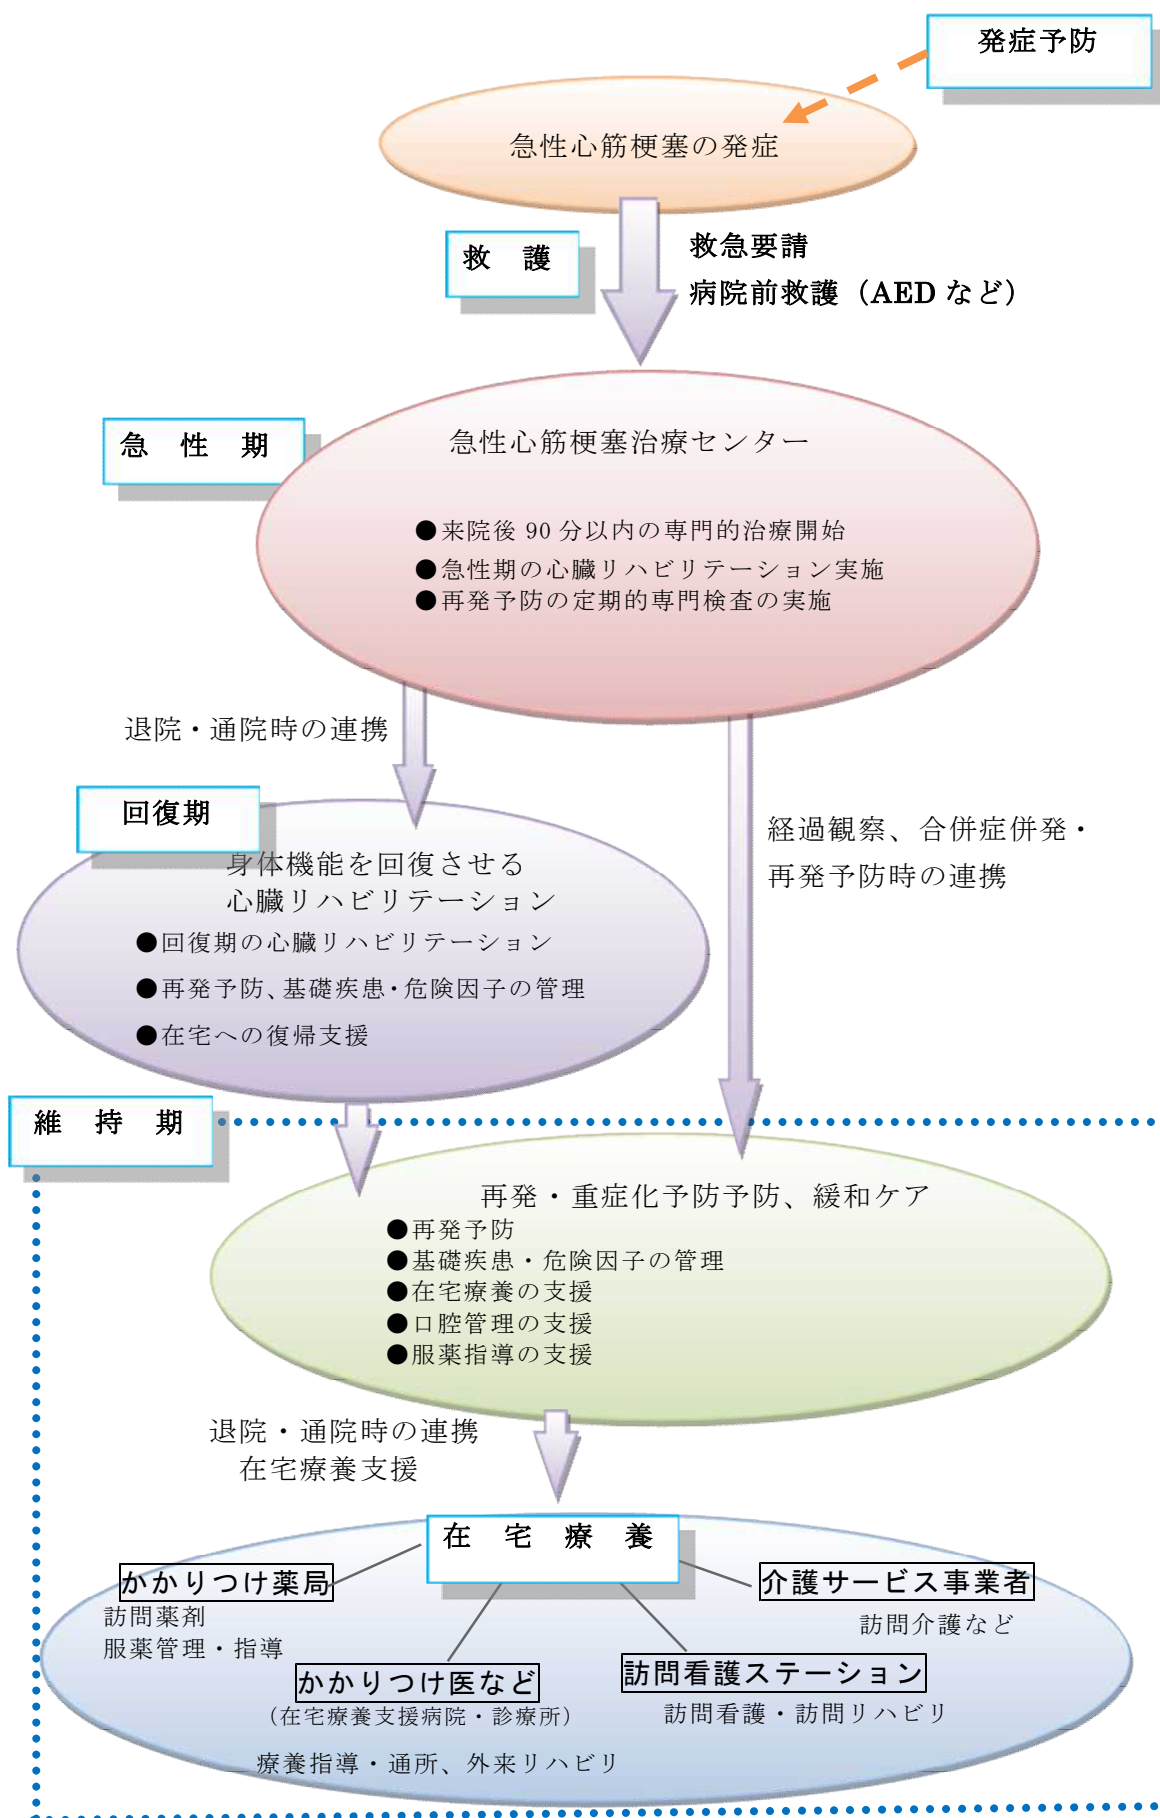 発症予防
急性心筋梗塞の発症
救　護
救急要請
病院前救護（AED など）
急　性　期
急性心筋梗塞治療センター
●来院後 90 分以内の専門的治療開始
●急性期の心臓リハビリテーション実施
●再発予防の定期的専門検査の実施
退院・通院時の連携
回復期
身体機能を回復させる
心臓リハビリテーション
●回復期の心臓リハビリテーション
●再発予防、基礎疾患・危険因子の管理
●在宅への復帰支援
経過観察、合併症併発・
再発予防時の連携
維　持　期
再発・重症化予防予防、緩和ケア
●再発予防
●基礎疾患・危険因子の管理
●在宅療養の支援
●口腔管理の支援
●服薬指導の支援
退院・通院時の連携
在宅療養支援
在　宅　療　養
かかりつけ薬局
訪問薬剤
服薬管理・指導
介護サービス事業者
訪問介護など
かかりつけ医など
（在宅療養支援病院・診療所）
療養指導・通所、外来リハビリ
訪問看護ステーション
訪問看護・訪問リハビリ